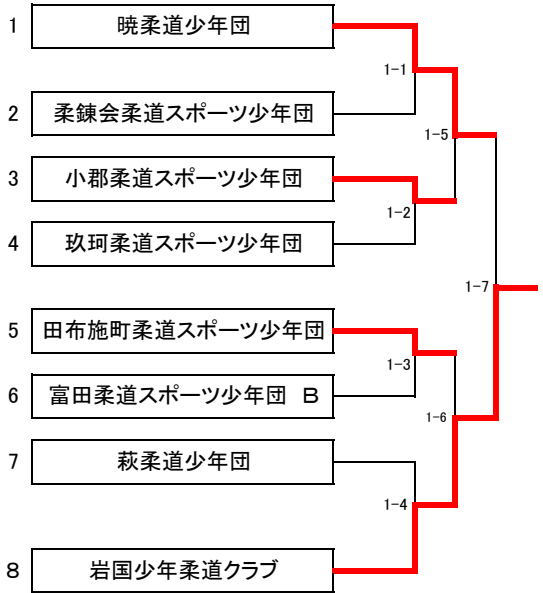 1 暁柔道少年団
1-1
2 柔錬会柔道スポーツ少年団
1-5
3 小郡柔道スポーツ少年団
1-2
4 玖珂柔道スポーツ少年団
1-7
5 田布施町柔道スポーツ少年団
1-3
6 富田柔道スポーツ少年団 B
1-6
7 萩柔道少年団
1-4
8 岩国少年柔道クラブ